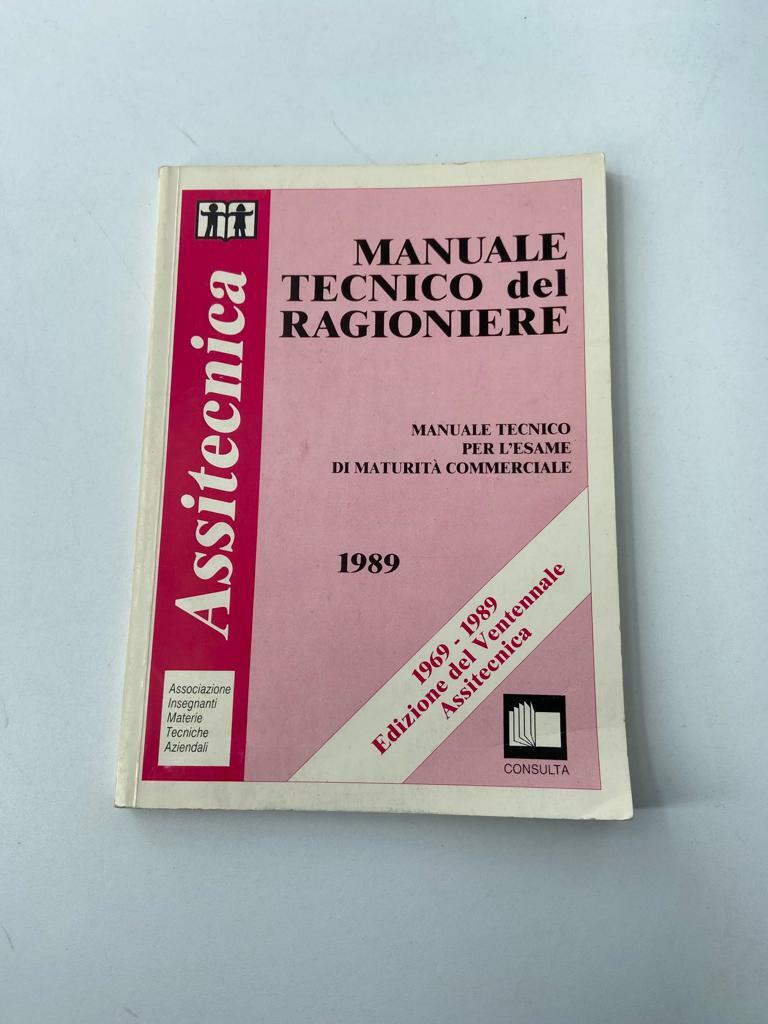 Assitecnica
MANUALE
TECNICO del
RAGIONIERE
MANUALE TECNICO
PER L'ESAME
DI MATURITÀ COMMERCIALE
1989
1969 - 1989
Edizione del Ventennale
Assitecnica
Associazione
Insegnanti
Materie
Tecniche
Aziendali
CONSULTA